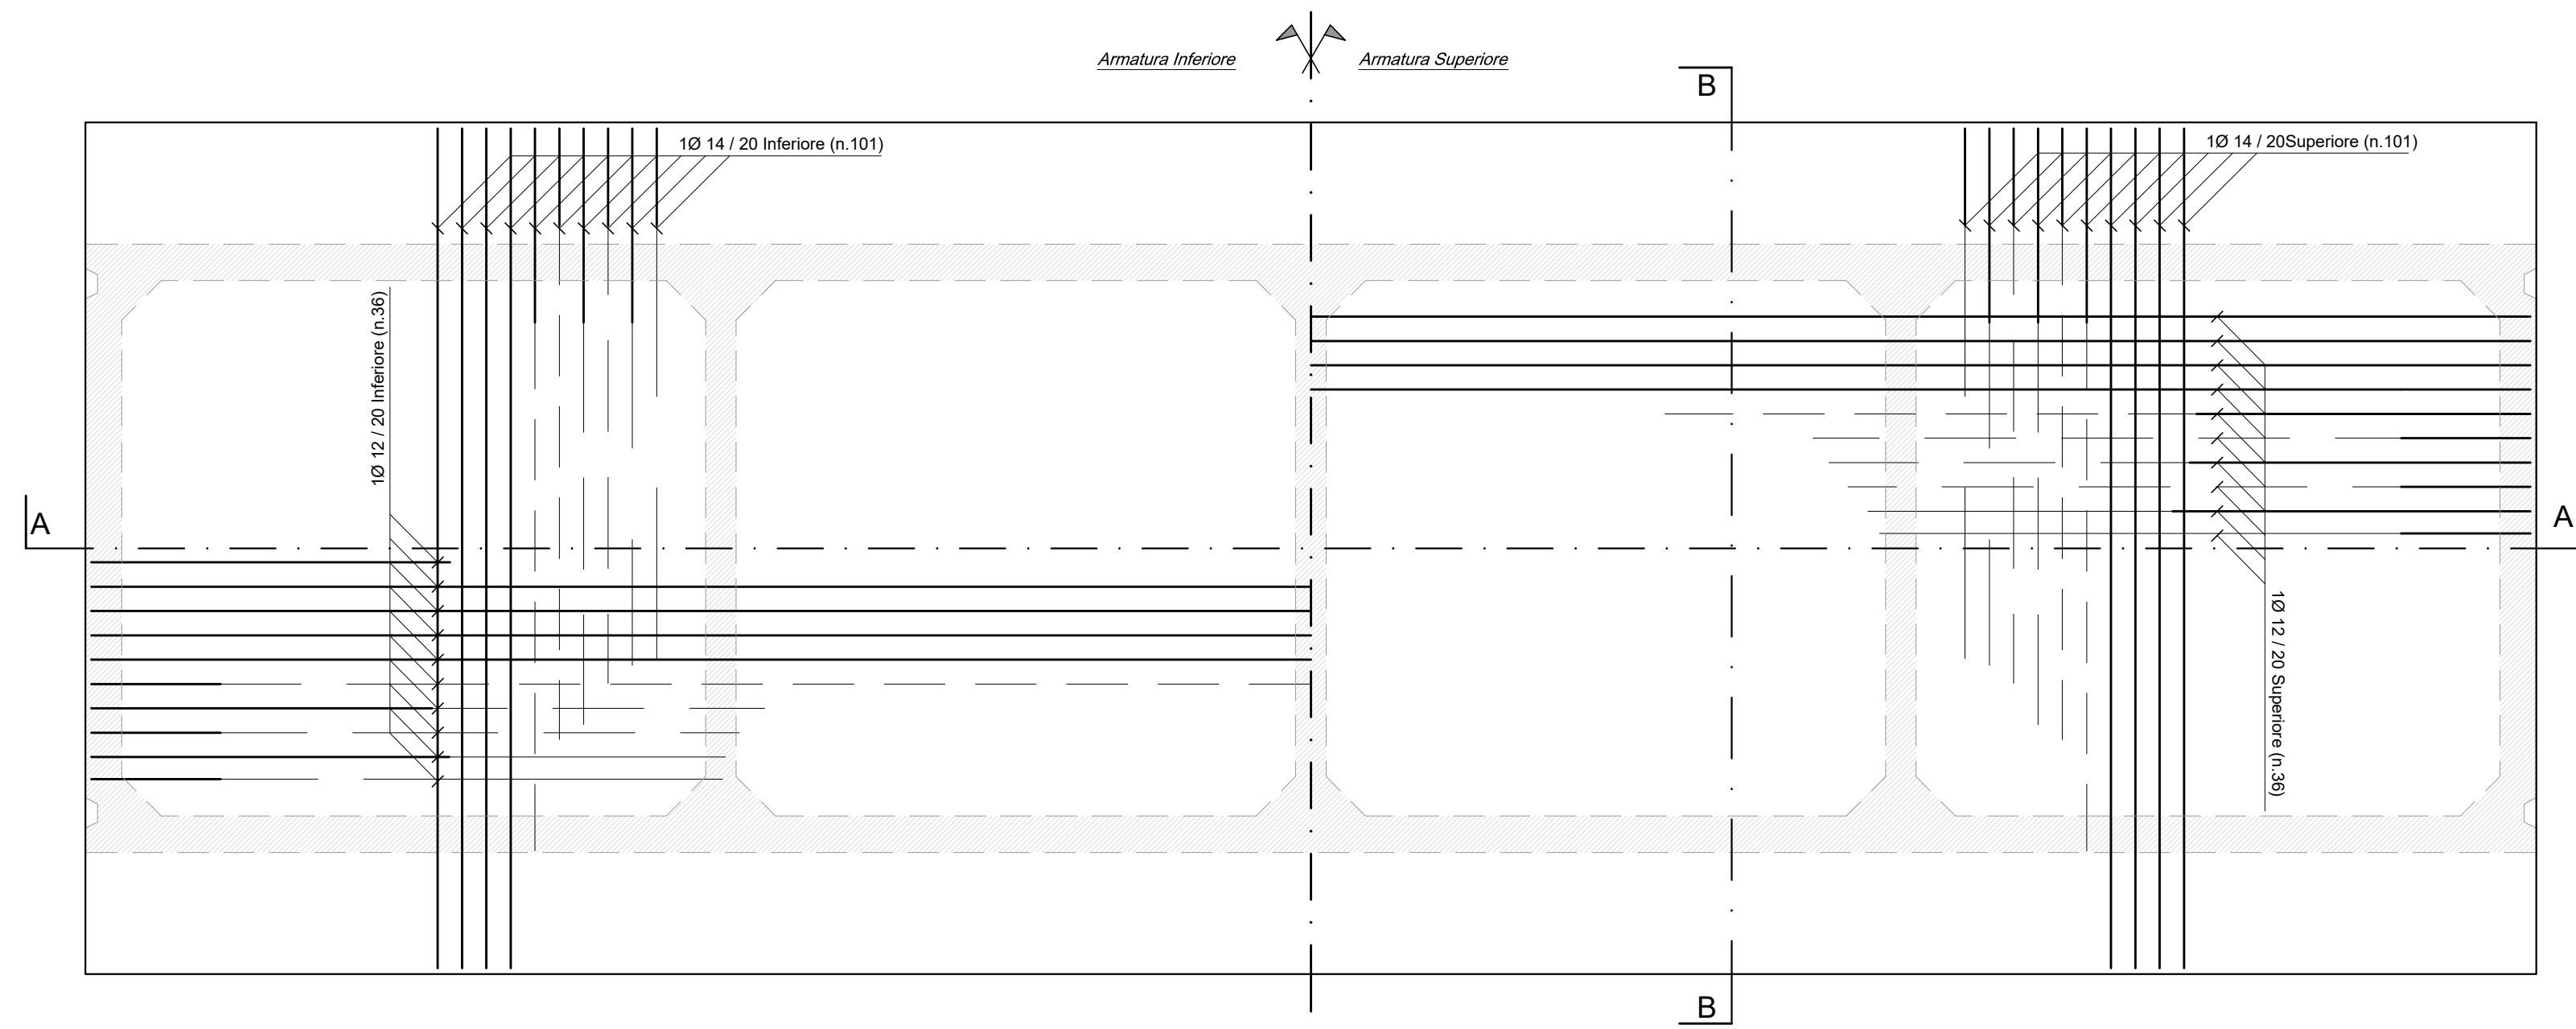 Armatura Inferiore
Armatura Superiore
B
1Ø 14 / 20 Inferiore (n.101)
1Ø 14 / 20Superiore (n.101)
1Ø 12 / 20 Inferiore (n.36)
A
A
1Ø 12 / 20 Superiore (n.36)
B